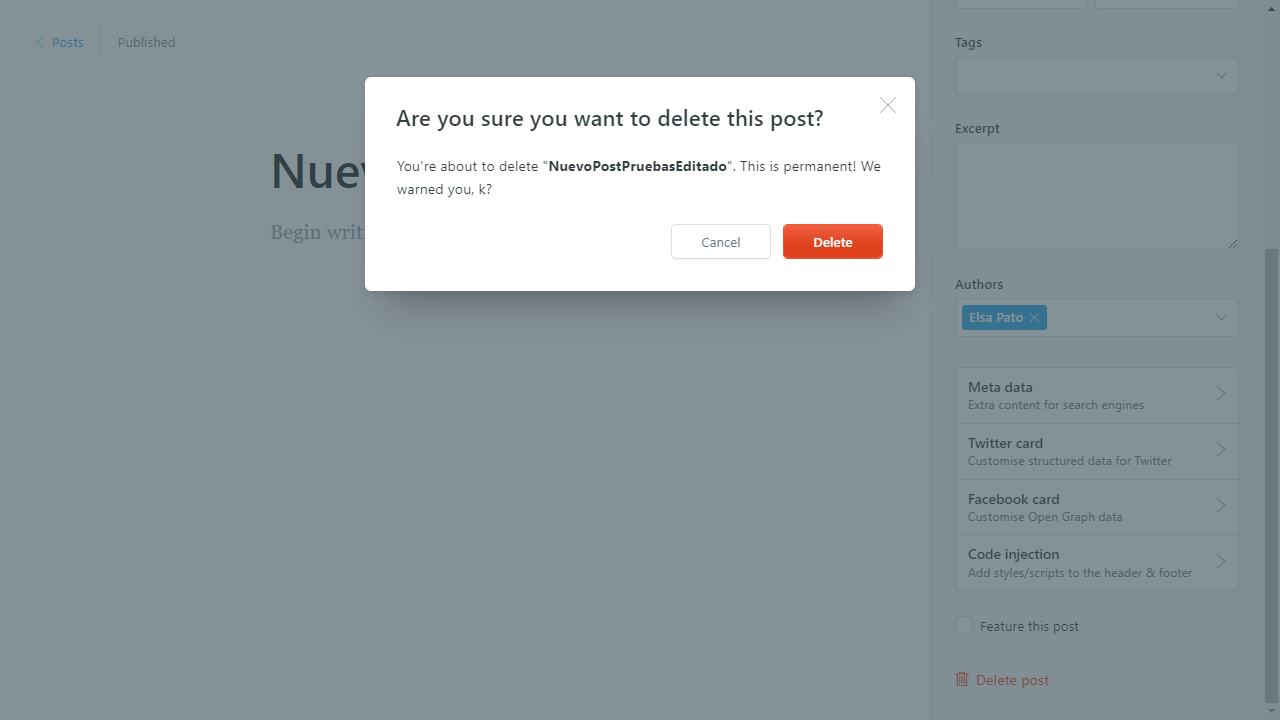 Posts
Published
Are you sure you want to delete this post?
You're about to delete "NuevoPostPruebasEditado". This is permanent! We
warned you, k?
Cancel
Delete
Begin
Tags
Excerpt
Authors
Elsa Pato
Meta data
Extra content for search engines
Twitter card
Customise structured data for Twitter
Facebook card
Customise Open Graph data
Code injection
Add styles/scripts to the header & footer
Feature this post
Delete post